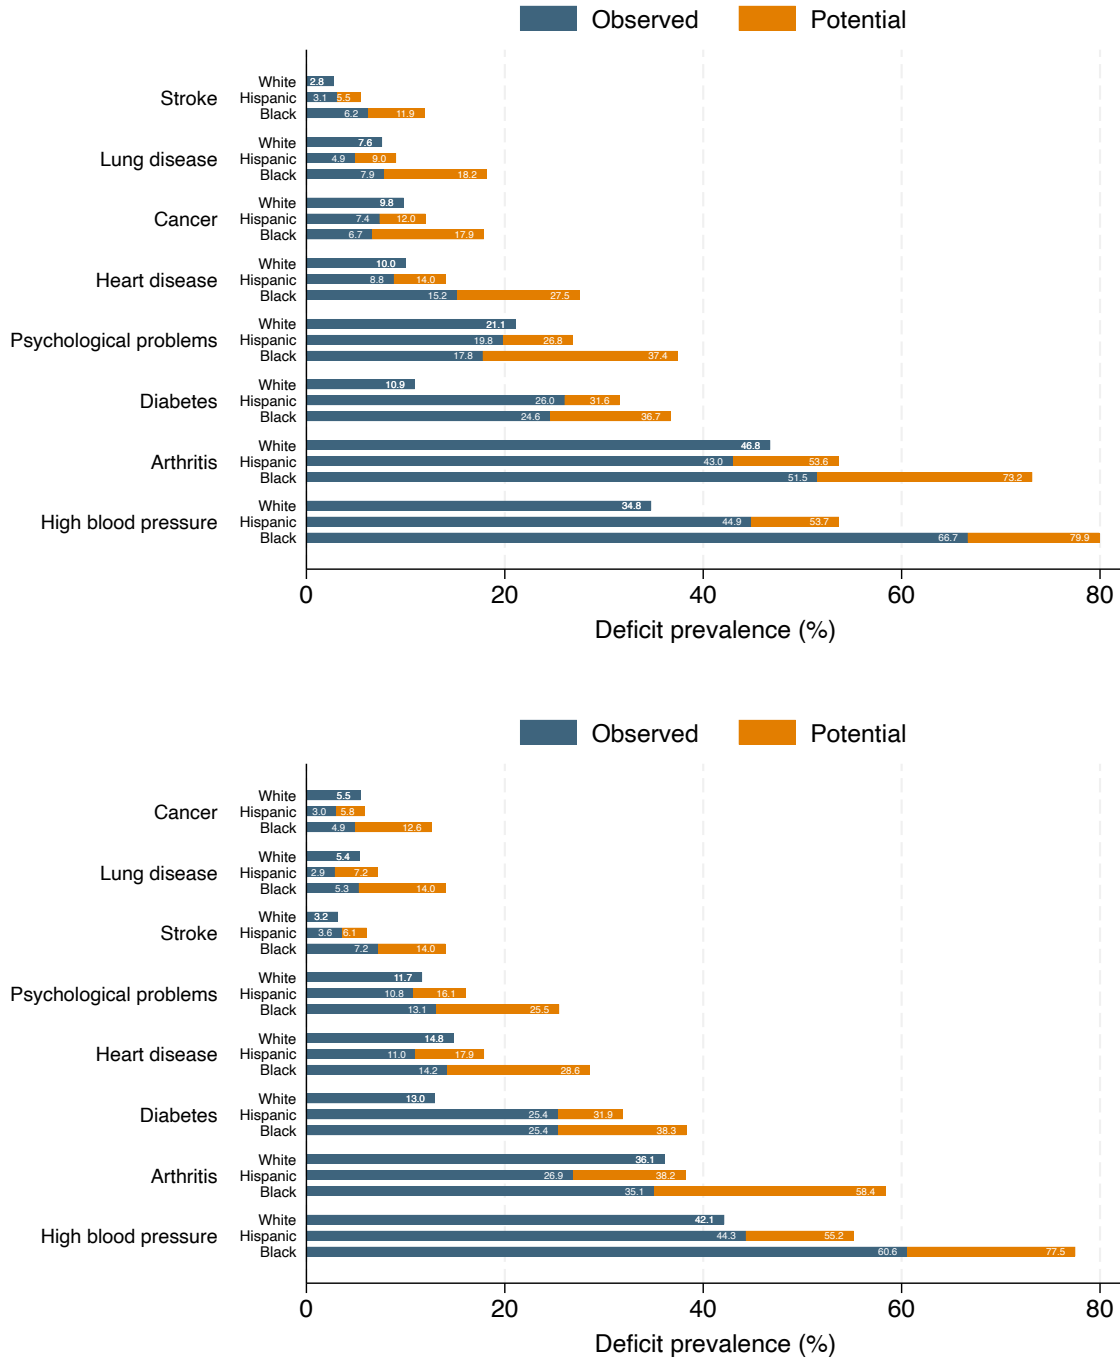 Observed Potential
White 2.8
Stroke Hispanic 3.1 5.5
Black 6.2 11.9
White 7.6
Lung disease Hispanic 4.9 9.0
Black 7.9 18.2
White 9.8
Cancer Hispanic 7.4 12.0
Black 6.7 17.9
White 10.0
Heart disease Hispanic 8.8 14.0
Black 15.2 27.5
White 21.1
Psychological problems Hispanic 19.8 26.8
Black 17.8 37.4
White 10.9
Diabetes Hispanic 26.0 31.6
Black 24.6 36.7
White 46.8
Arthritis Hispanic 43.0 53.6
Black 51.5 73.2
White 34.8
High blood pressure Hispanic 44.9 53.7
Black 66.7 79.9
0 20 40 60 80
Deficit prevalence (%)
Observed Potential
White 5.5
Cancer Hispanic 3.0 5.8
Black 4.9 12.6
White 5.4
Lung disease Hispanic 2.9 7.2
Black 5.3 14.0
White 3.2
Stroke Hispanic 3.6 6.1
Black 7.2 14.0
White 11.7
Psychological problems Hispanic 10.8 16.1
Black 13.1 25.5
White 14.8
Heart disease Hispanic 11.0 17.9
Black 14.2 28.6
White 13.0
Diabetes Hispanic 25.4 31.9
Black 25.4 38.3
White 36.1
Arthritis Hispanic 26.9 38.2
Black 35.1 58.4
White 42.1
High blood pressure Hispanic 44.3 55.2
Black 60.6 77.5
0 20 40 60 80
Deficit prevalence (%)